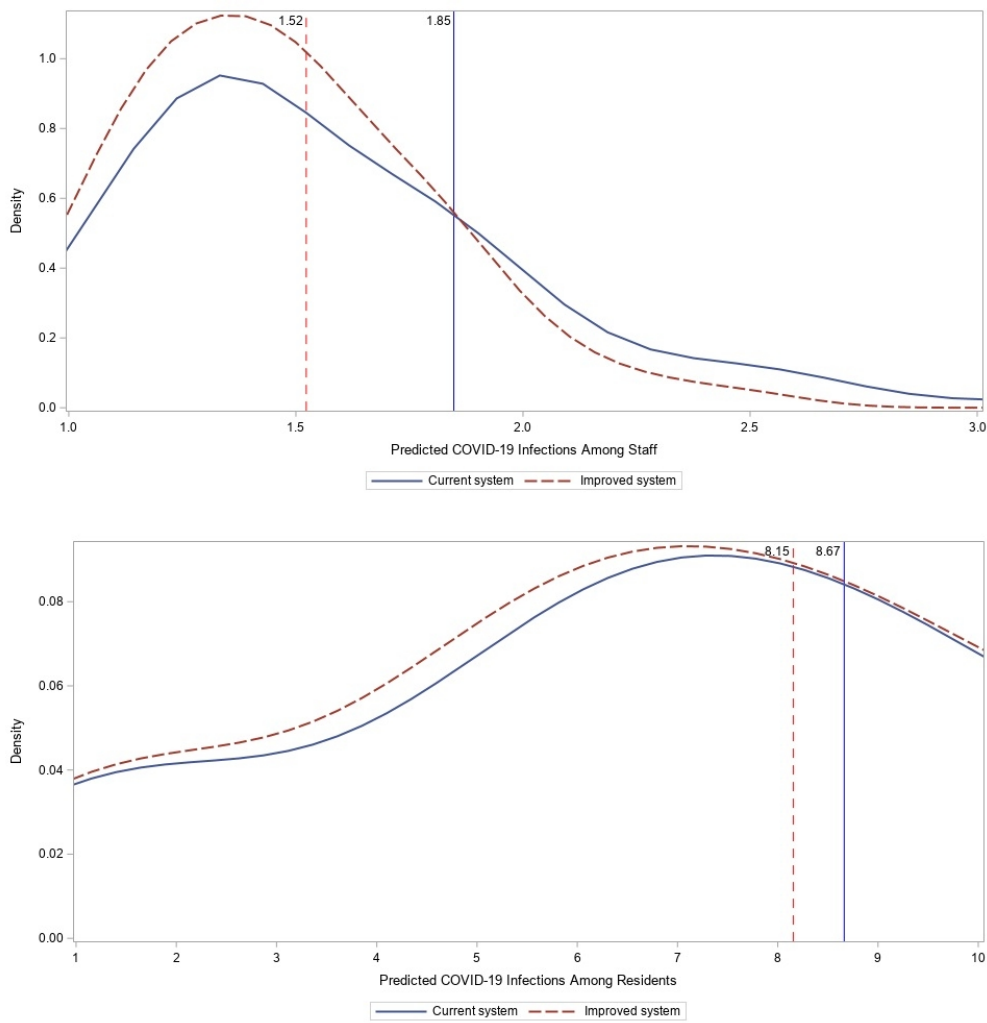 1.52 1.85
1.0
0.8
0.6
0.4
0.2
0.0
Density
1.0 1.5 2.0 2.5 3.0
Predicted COVID-19 Infections Among Staff
Current system Improved system
8.15 8.67
0.08
0.06
0.04
0.02
0.00
Density
1 2 3 4 5 6 7 8 9 10
Predicted COVID-19 Infections Among Residents
Current system Improved system